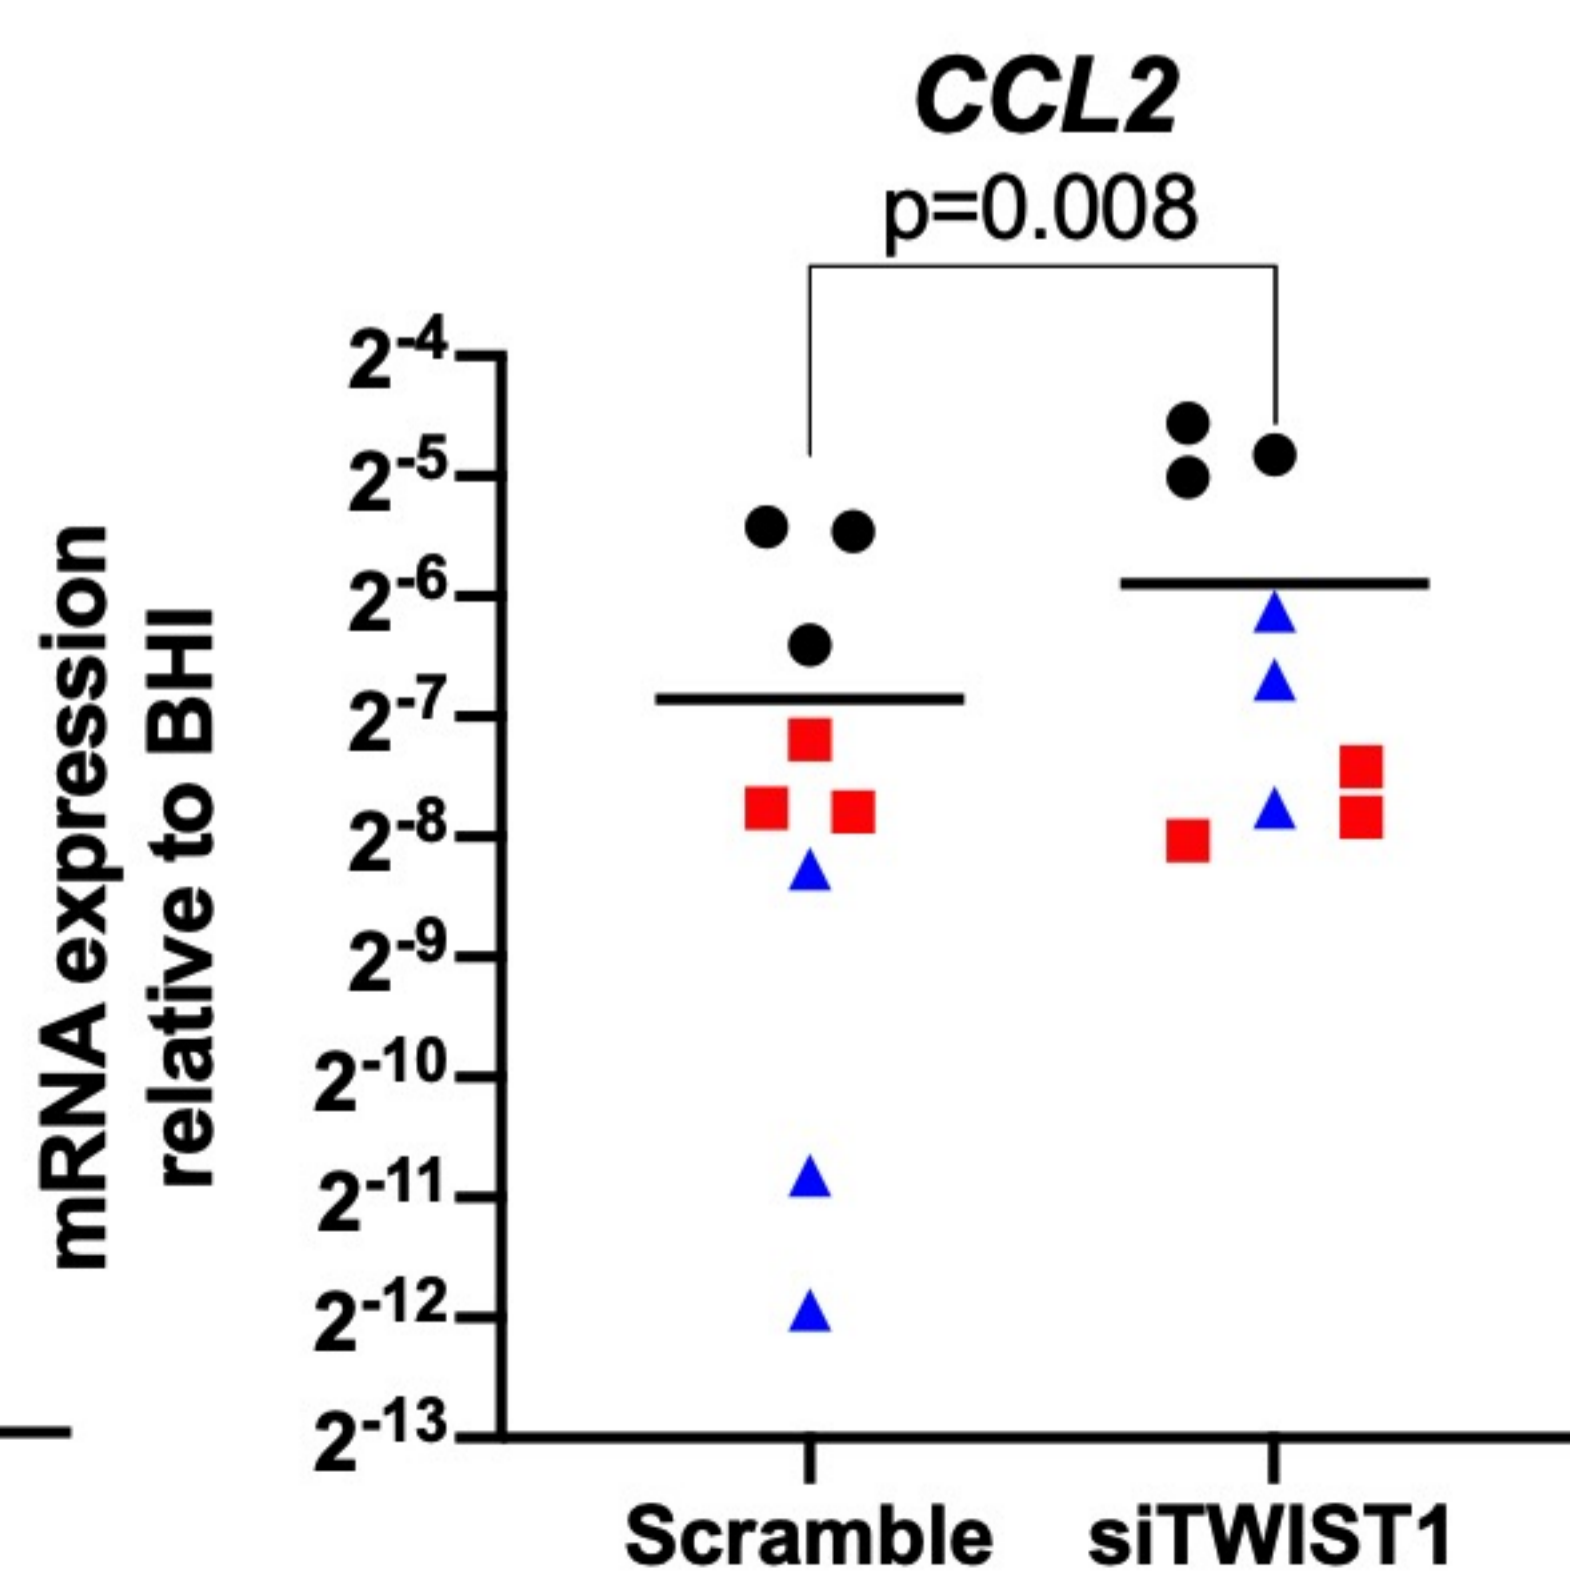 CCL2
p=0.008
mRNA expression
relative to BHI
2-4
2-5
2-6
2-7
2-8
2-9
2-10
2-11
2-12
2-13
Scramble siTWIST1